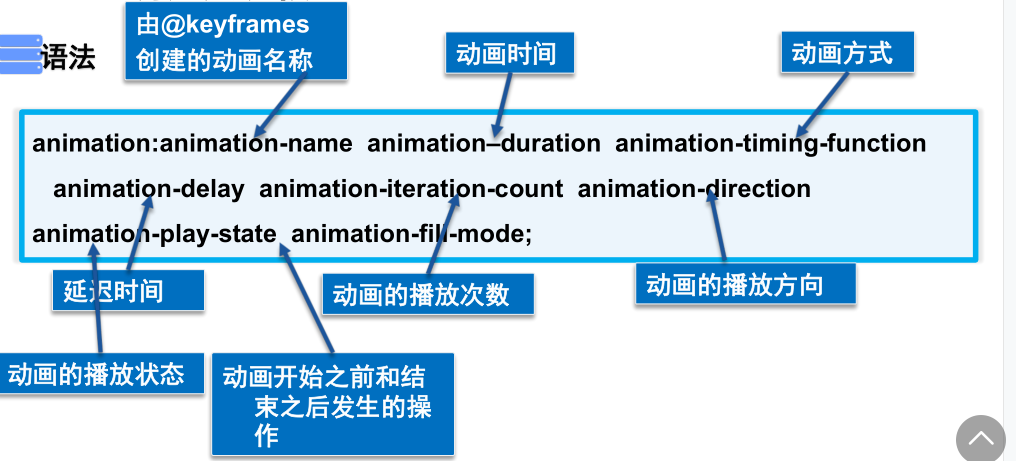 由@keyframes
创建的动画名称
语法
动画时间
动画方式
animation:animation-name animation–duration animation-timing-function
animation-delay animation-iteration-count animation-direction
animation-play-state animation-fill-mode;
延迟时间
动画的播放次数
动画的播放方向
动画的播放状态
动画开始之前和结
束之后发生的操
作